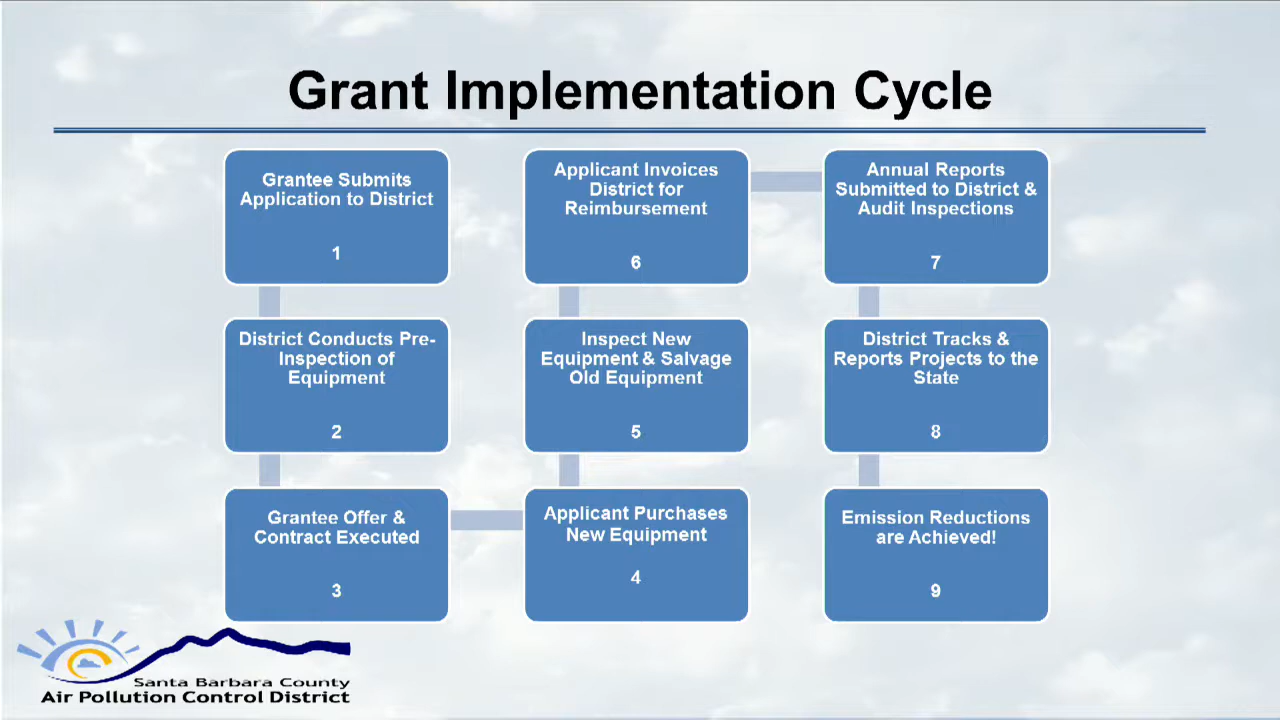 Grant Implementation Cycle
Grantee Submits
Application to District
1
District Conducts Pre-
Inspection of
Equipment
2
Grantee Offer &
Contract Executed
3
Applicant Purchases
New Equipment
4
Inspect New
Equipment & Salvage
Old Equipment
5
Applicant Invoices
District for
Reimbursement
6
Annual Reports
Submitted to District &
Audit Inspections
7
District Tracks &
Reports Projects to the
State
8
Emission Reductions
are Achieved!
9
Santa Barbara County
Air Pollution Control District